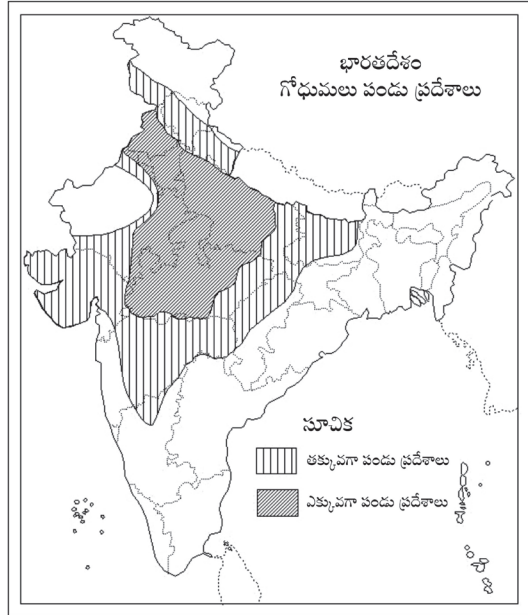 భారతదేశం
గోధుమలు పండు ప్రదేశాలు
సూచిక
తక్కువగా పండు ప్రదేశాలు
ఎక్కువగా పండు ప్రదేశాలు